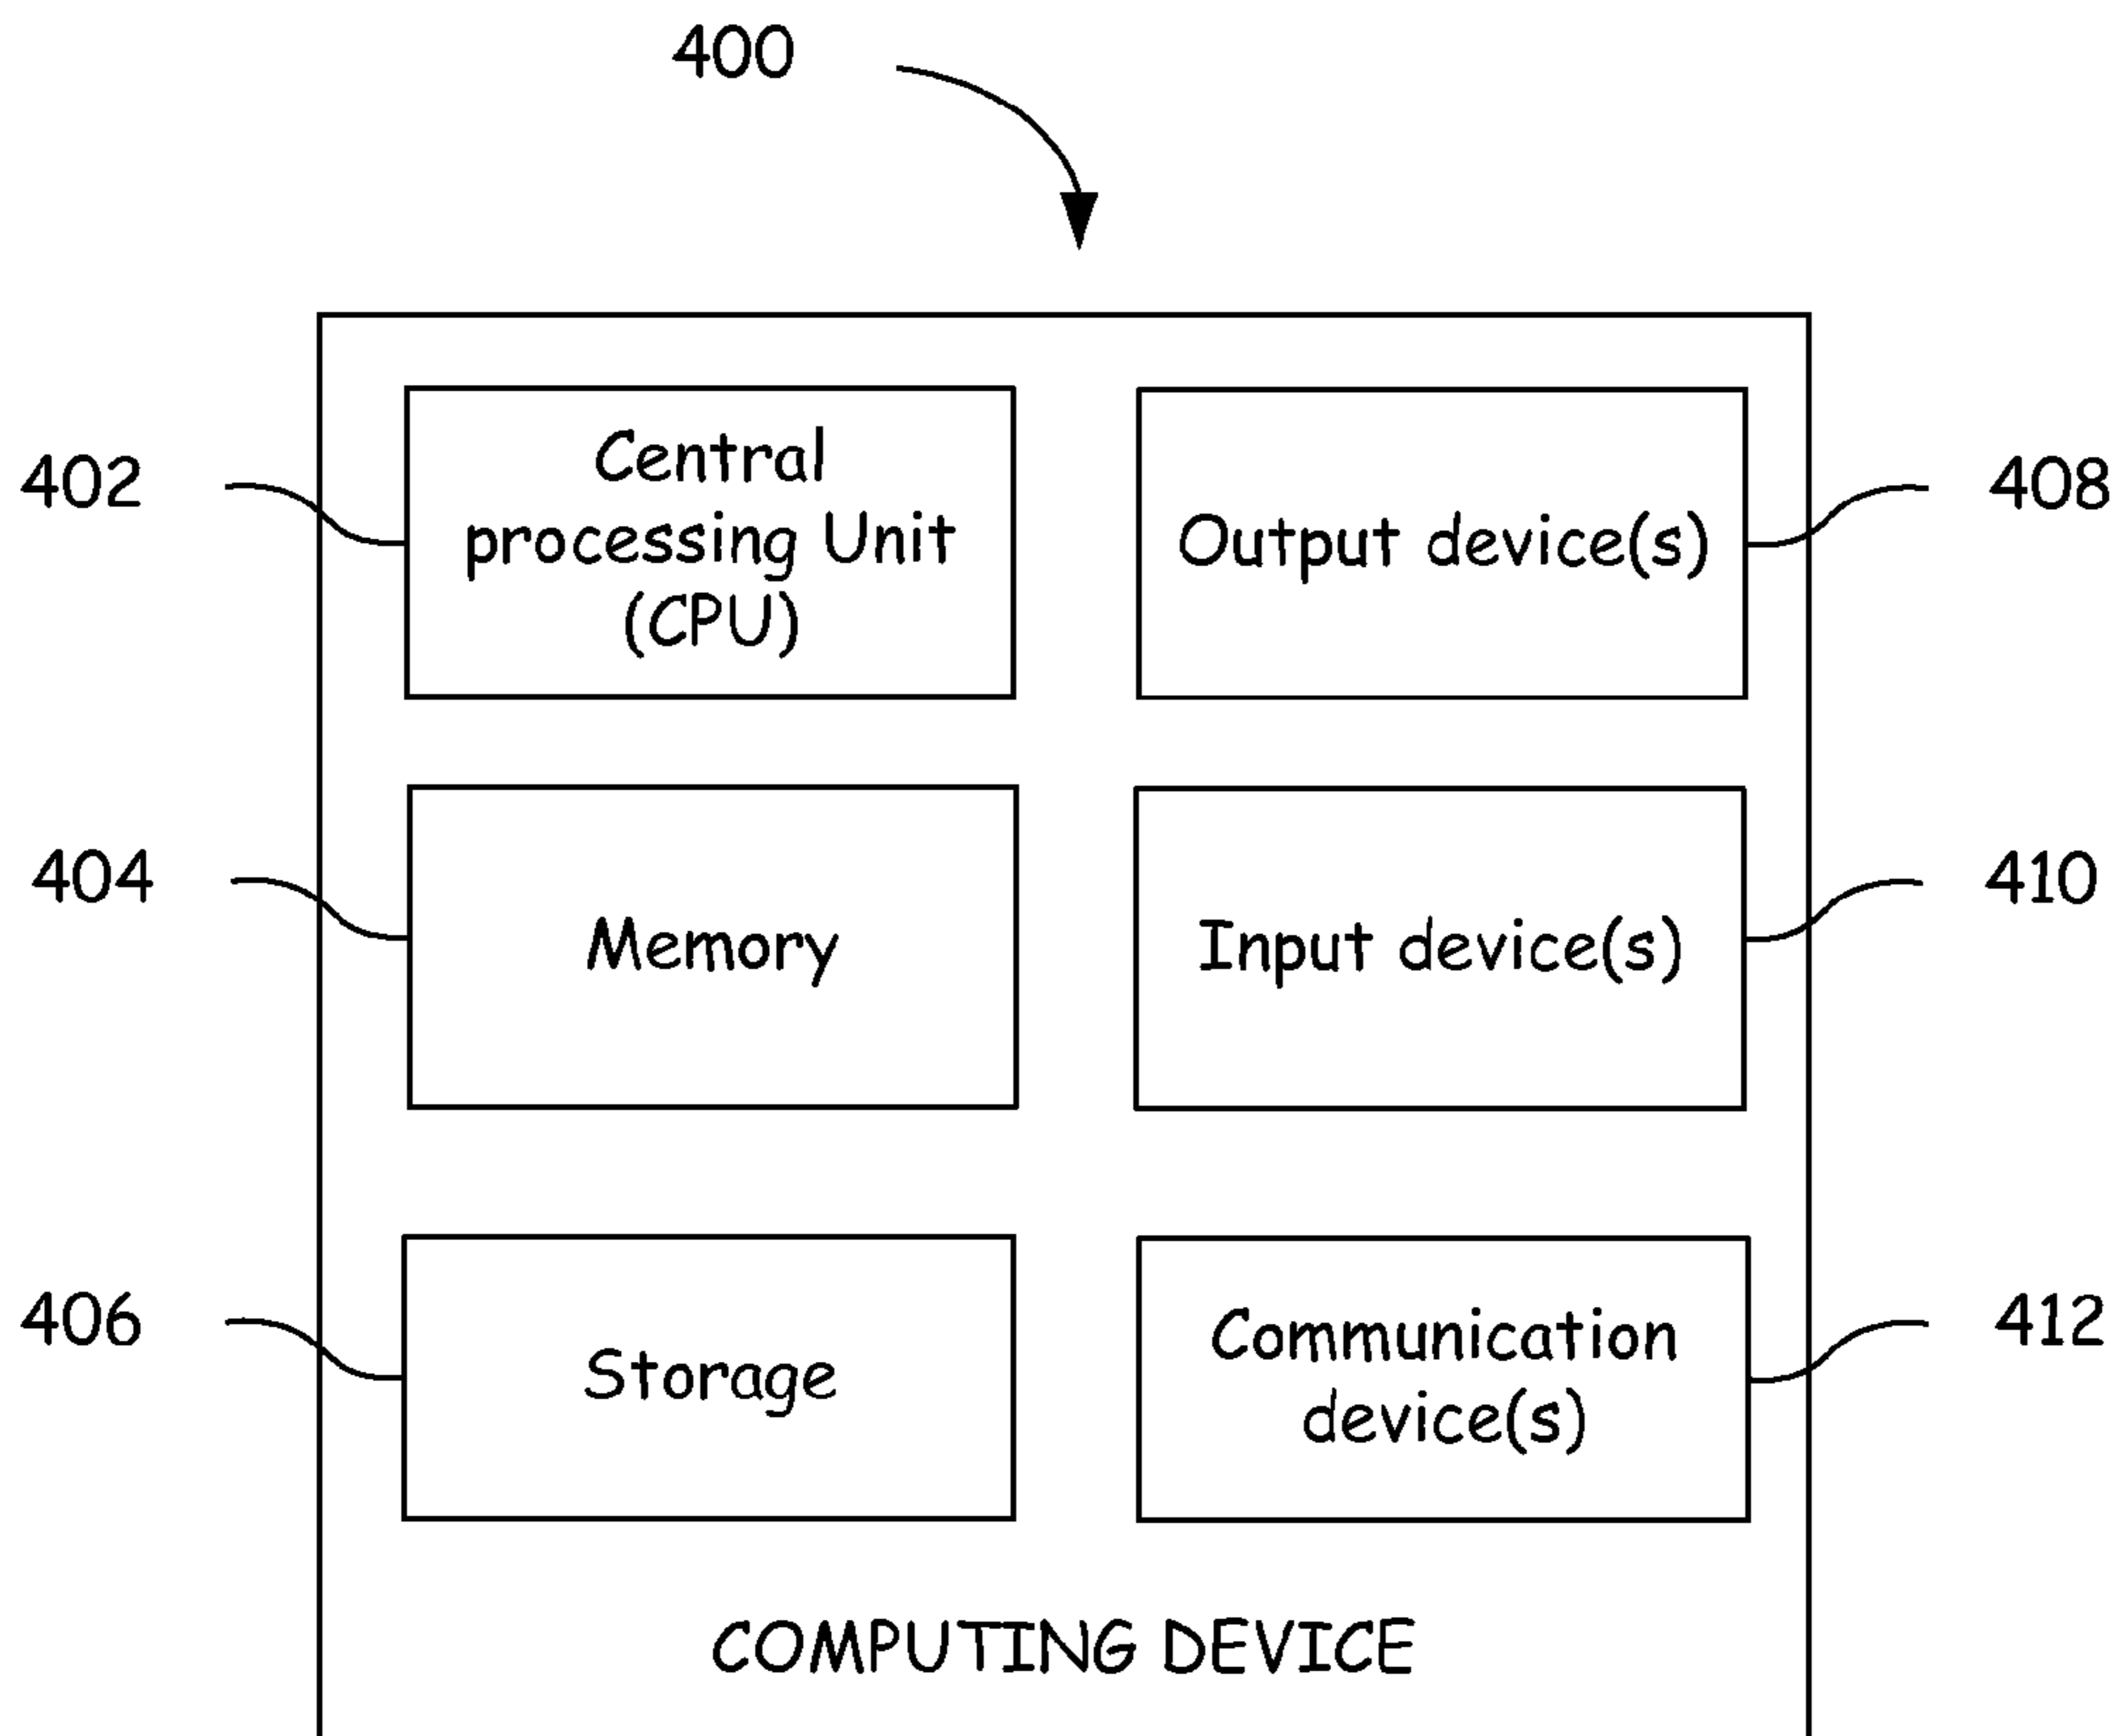 400
402
Central
processing Unit
(CPU)
Output device(s)
408
404
Memory
Input device(s)
410
406
Storage
Communication
device(s)
412
COMPUTING DEVICE